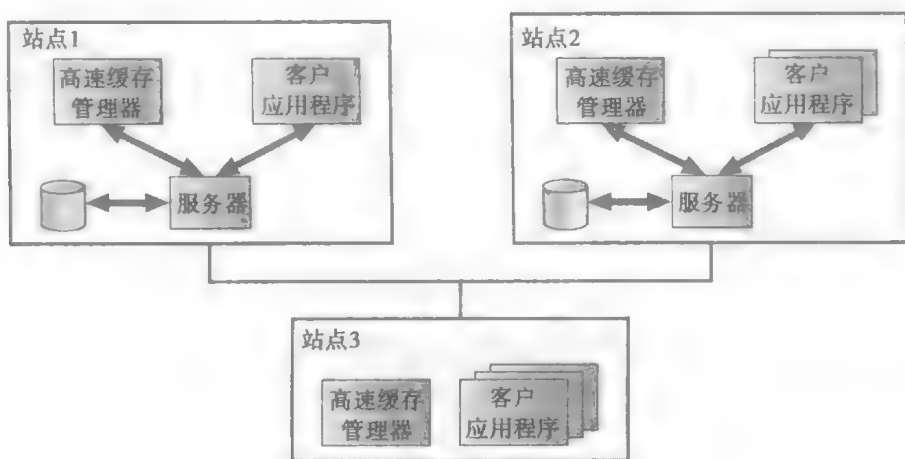 站点1
高速缓存
管理器
客户
应用程序
服务器
站点2
高速缓存
管理器
客户
应用程序
服务器
站点3
高速缓存
管理器
客户
应用程序